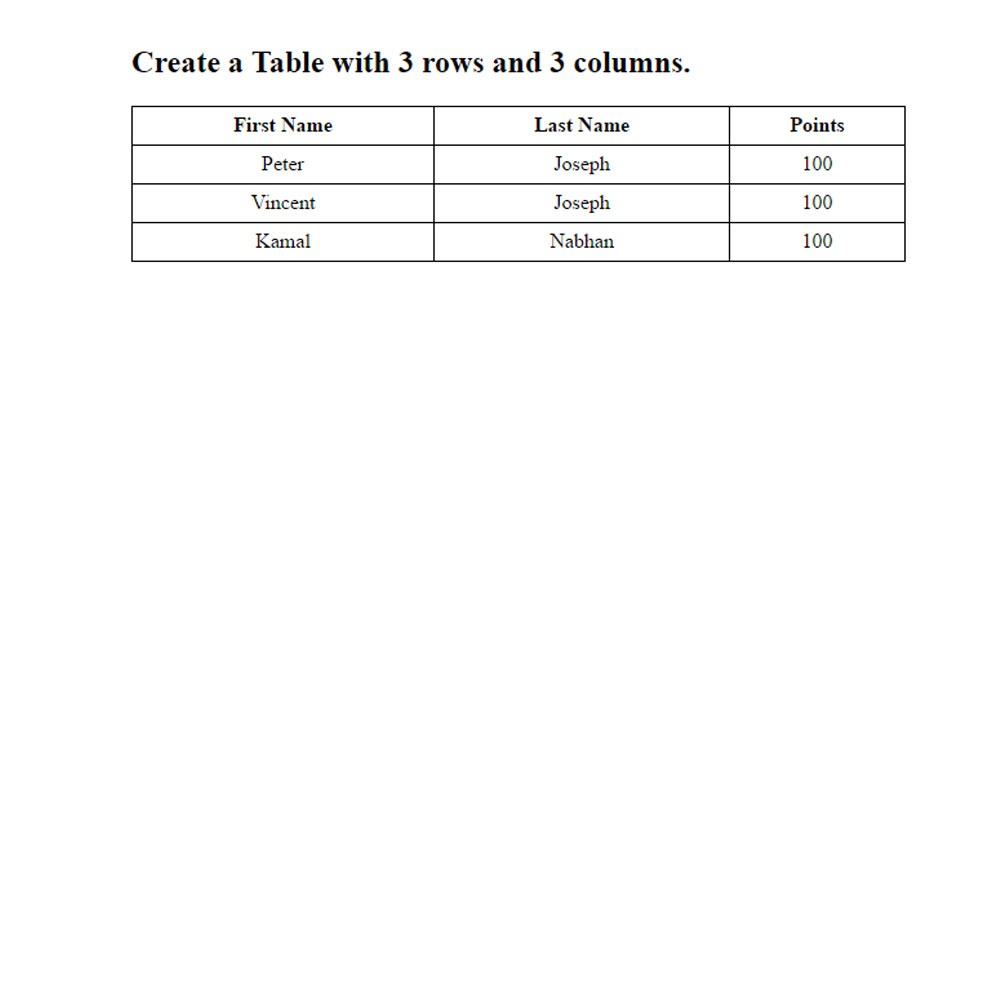 Create a Table with 3 rows and 3 columns.
First Name Last Name Points
Peter Joseph 100
Vincent Joseph 100
Kamal Nabhan 100